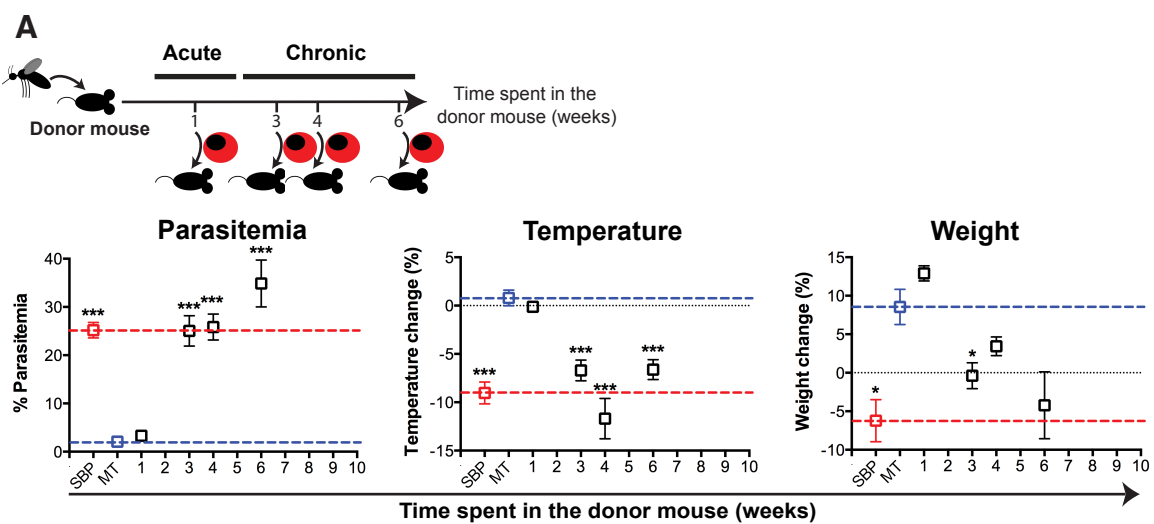 A
Acute
Chronic
Donor mouse
1
3
4
6
Time spent in the
donor mouse (weeks)
Parasitemia
% Parasitemia
40
30
20
10
0
***
***
***
***
SBP MT 1 2 3 4 5 6 7 8 9 10
Temperature
Temperature change (%)
5
0
-5
-10
-15
***
***
***
***
SBP MT 1 2 3 4 5 6 7 8 9 10
Weight
Weight change (%)
15
10
5
0
-5
-10
*
*
SBP MT 1 2 3 4 5 6 7 8 9 10
Time spent in the donor mouse (weeks)